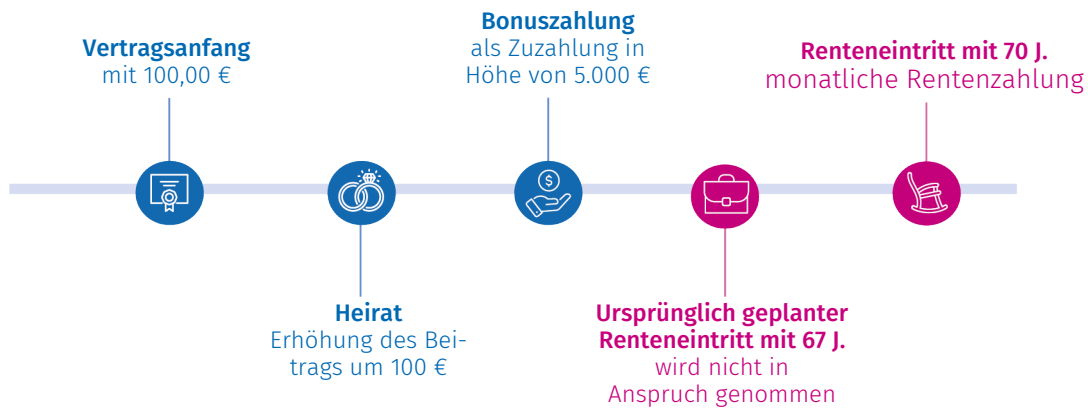 Vertragsanfang
mit 100,00 €
Heirat
Erhöhung des Bei-
trags um 100 €
Bonuszahlung
als Zuzahlung in
Höhe von 5.000 €
$
Ursprünglich geplanter
Renteneintritt mit 67 J.
wird nicht in
Anspruch genommen
Renteneintritt mit 70 J.
monatliche Rentenzahlung